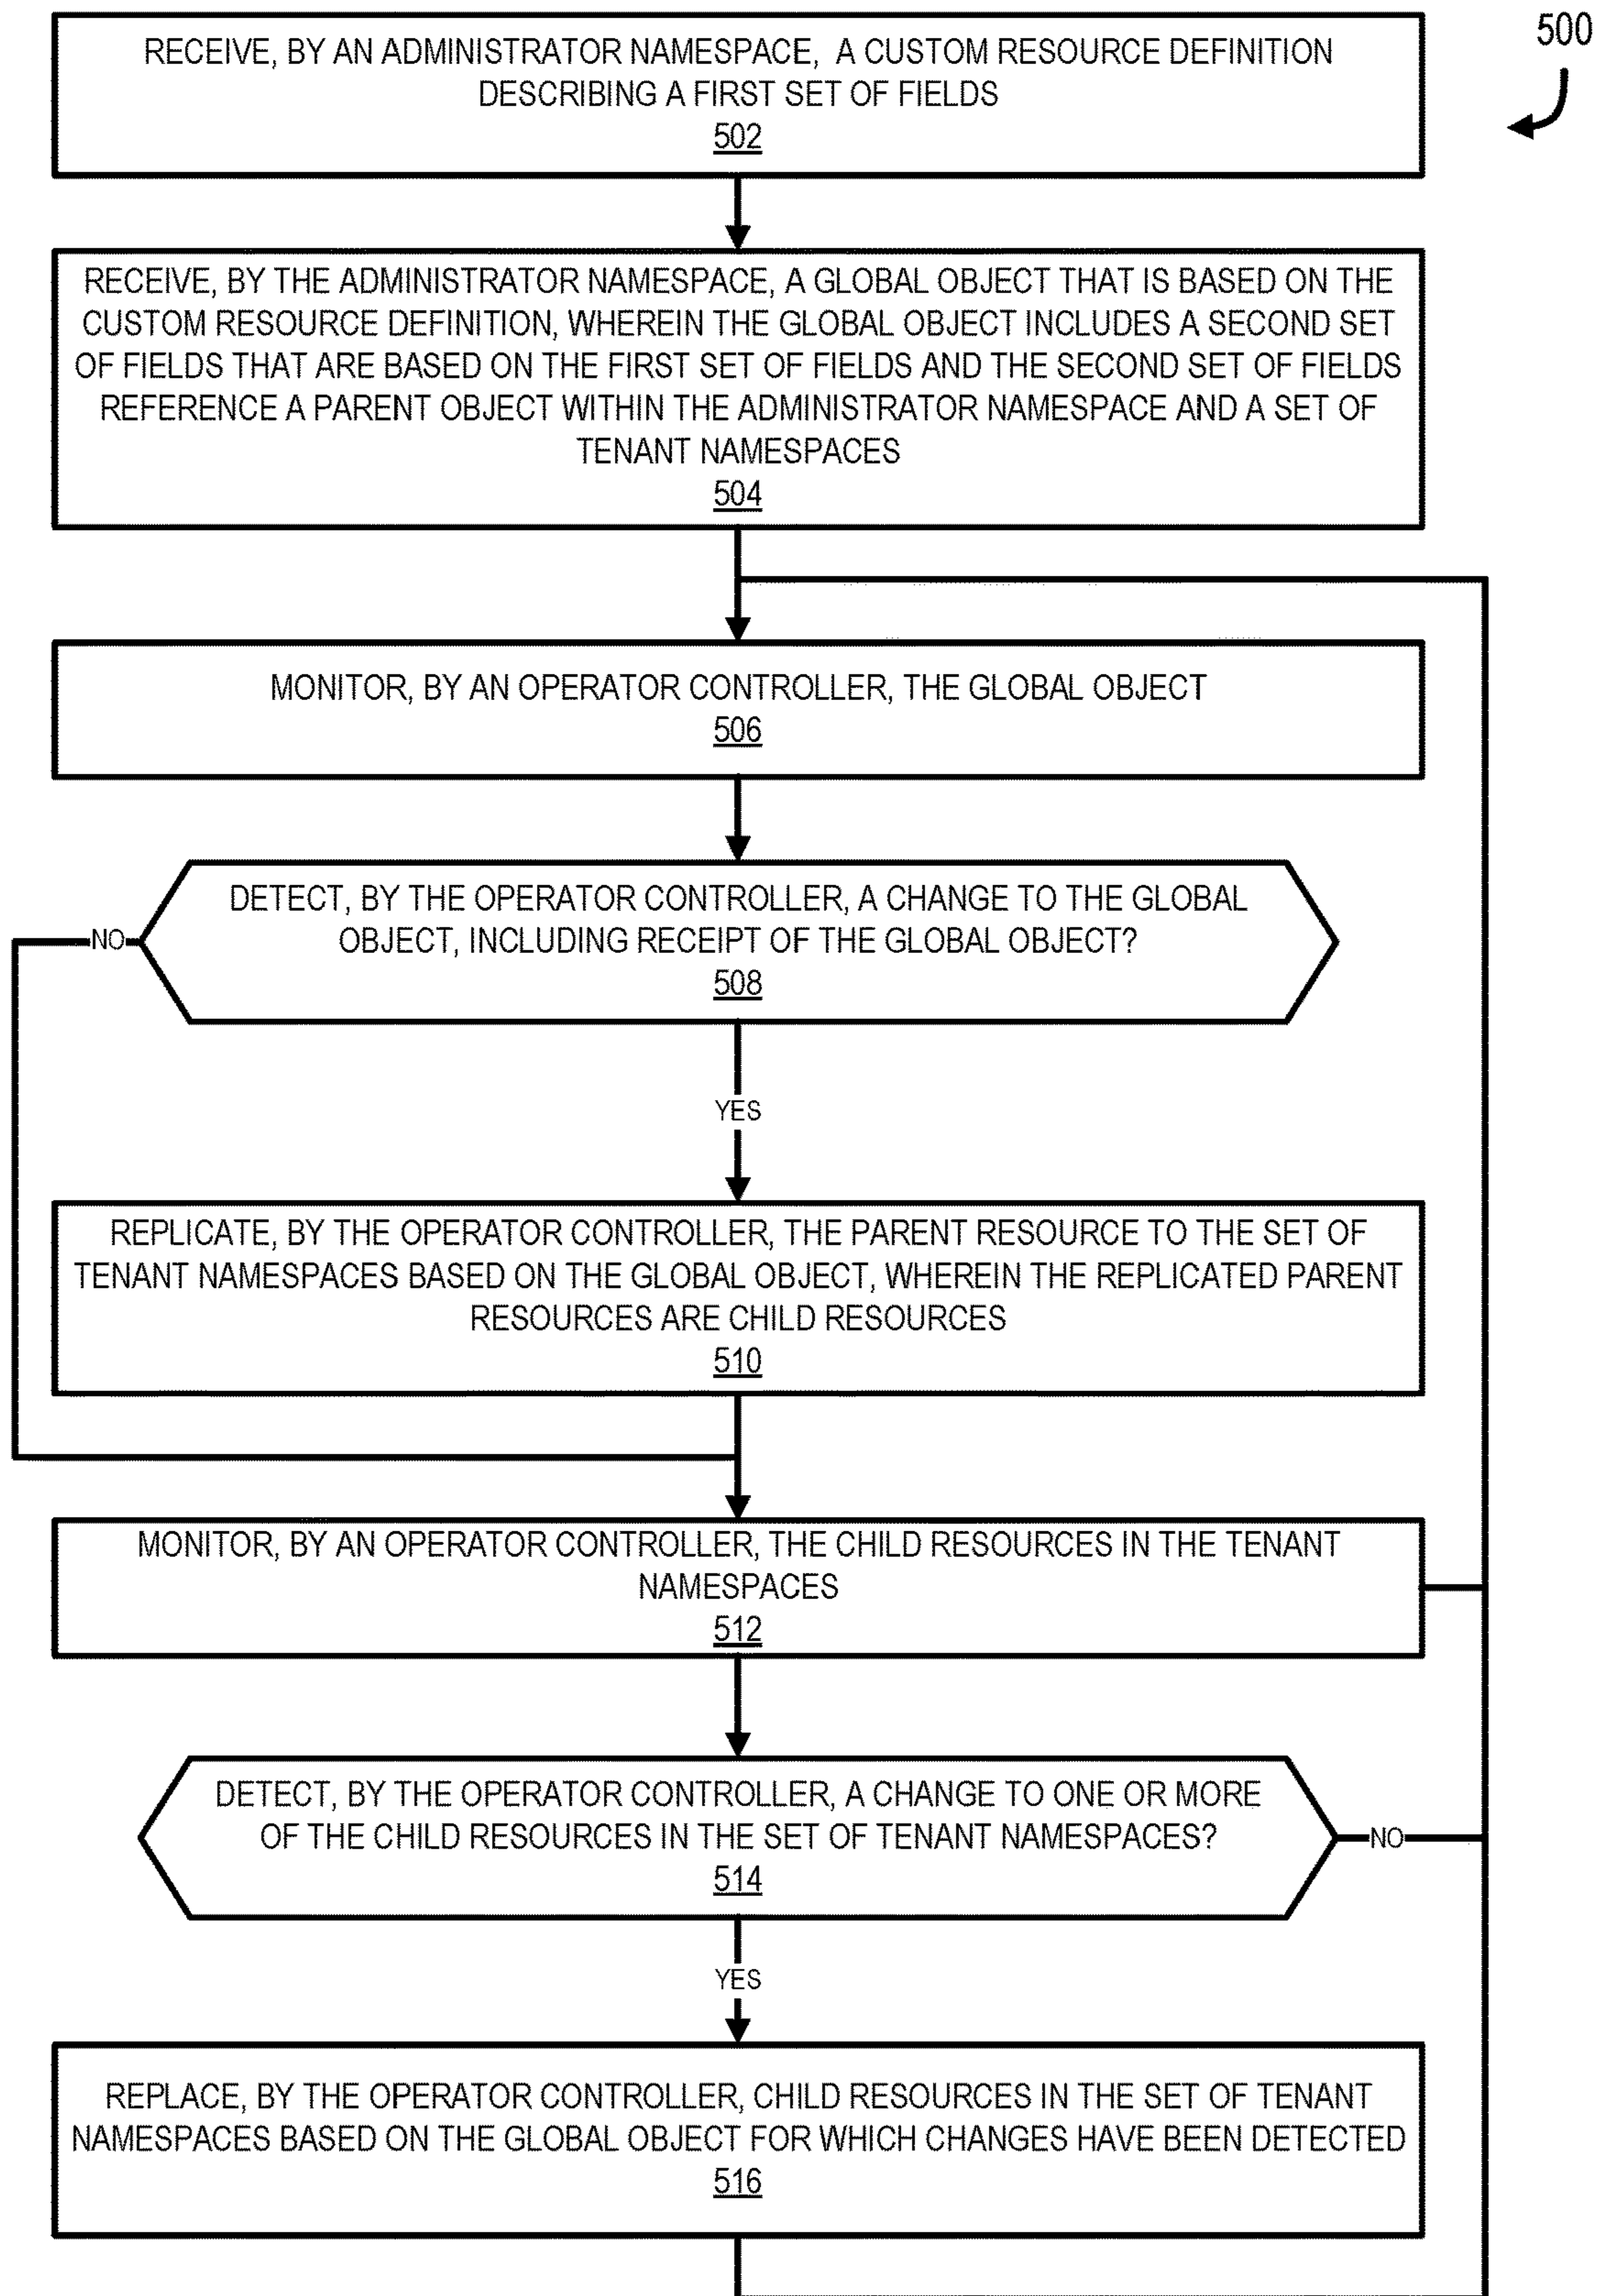 500
RECEIVE, BY AN ADMINISTRATOR NAMESPACE, A CUSTOM RESOURCE DEFINITION
DESCRIBING A FIRST SET OF FIELDS
502
RECEIVE, BY THE ADMINISTRATOR NAMESPACE, A GLOBAL OBJECT THAT IS BASED ON THE
CUSTOM RESOURCE DEFINITION, WHEREIN THE GLOBAL OBJECT INCLUDES A SECOND SET
OF FIELDS THAT ARE BASED ON THE FIRST SET OF FIELDS AND THE SECOND SET OF FIELDS
REFERENCE A PARENT OBJECT WITHIN THE ADMINISTRATOR NAMESPACE AND A SET OF
TENANT NAMESPACES
504
MONITOR, BY AN OPERATOR CONTROLLER, THE GLOBAL OBJECT
506
DETECT, BY THE OPERATOR CONTROLLER, A CHANGE TO THE GLOBAL
OBJECT, INCLUDING RECEIPT OF THE GLOBAL OBJECT?
508
NO
YES
REPLICATE, BY THE OPERATOR CONTROLLER, THE PARENT RESOURCE TO THE SET OF
TENANT NAMESPACES BASED ON THE GLOBAL OBJECT, WHEREIN THE REPLICATED PARENT
RESOURCES ARE CHILD RESOURCES
510
MONITOR, BY AN OPERATOR CONTROLLER, THE CHILD RESOURCES IN THE TENANT
NAMESPACES
512
DETECT, BY THE OPERATOR CONTROLLER, A CHANGE TO ONE OR MORE
OF THE CHILD RESOURCES IN THE SET OF TENANT NAMESPACES?
514
NO
YES
REPLACE, BY THE OPERATOR CONTROLLER, CHILD RESOURCES IN THE SET OF TENANT
NAMESPACES BASED ON THE GLOBAL OBJECT FOR WHICH CHANGES HAVE BEEN DETECTED
516